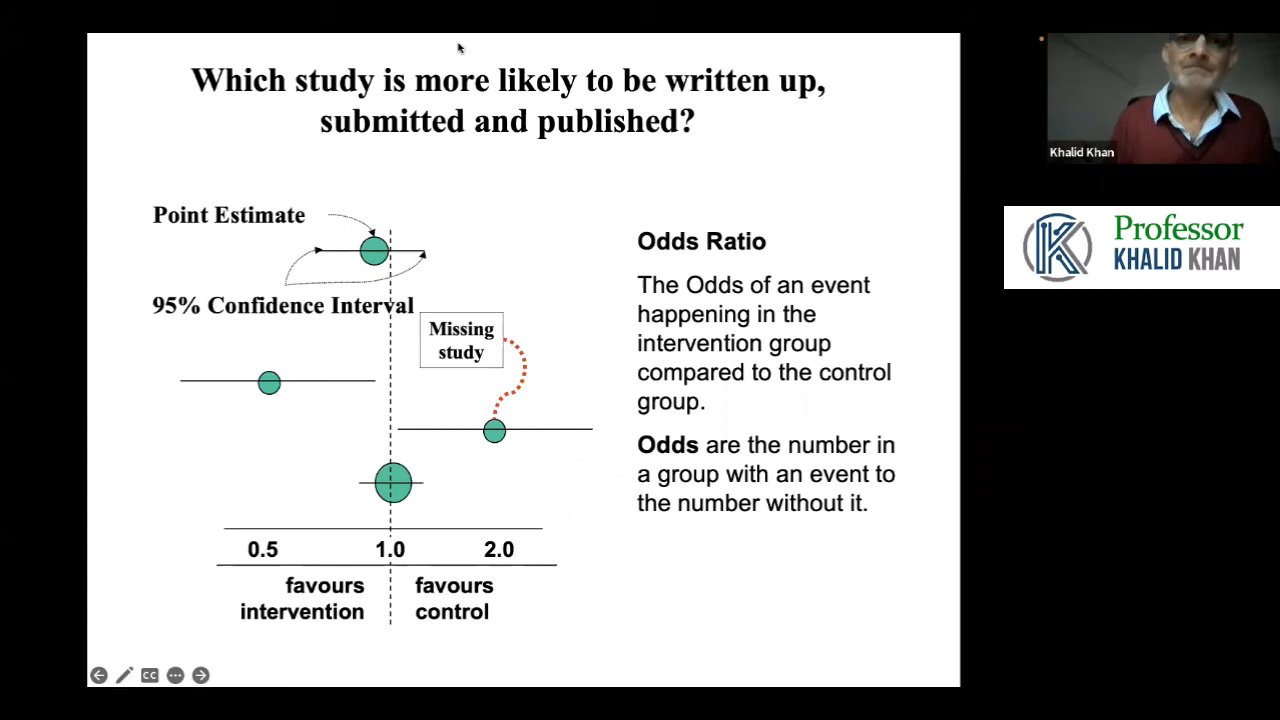 Which study is more likely to be written up,
submitted and published?
Point Estimate
95% Confidence Interval
Missing
study
0.5 1.0 2.0
favours favours
intervention control
Odds Ratio
The Odds of an event
happening in the
intervention group
compared to the control
group.
Odds are the number in
a group with an event to
the number without it.
CC
Khalid Khan
Professor
KHALID KHAN